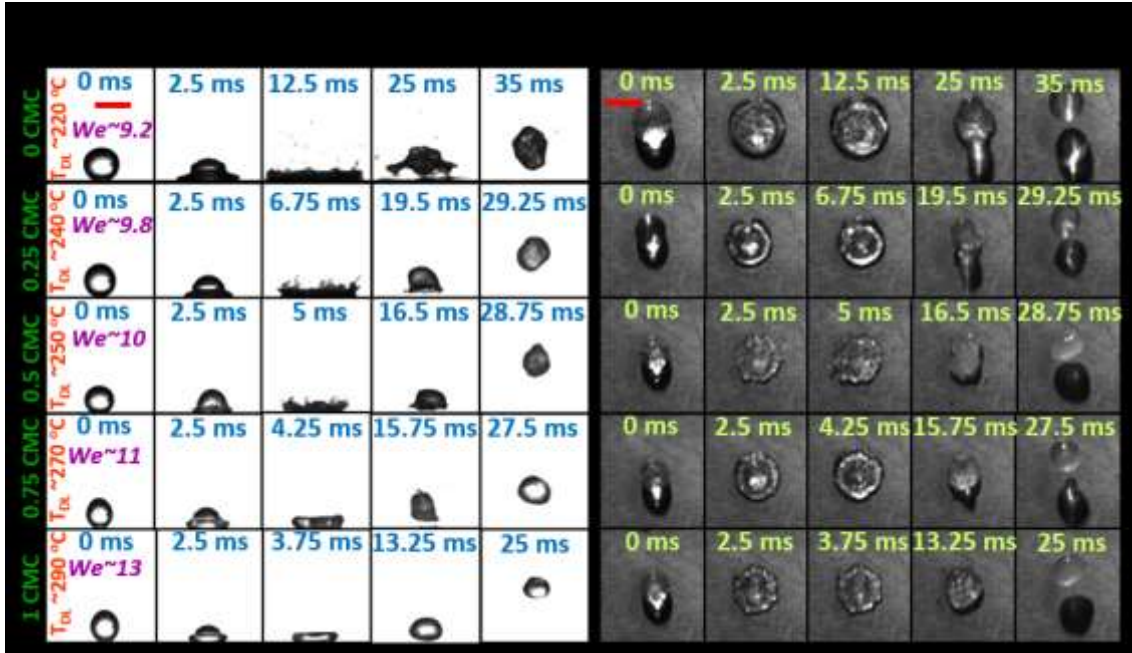 0 CMC
T_DL ~220 °C
0 ms 2.5 ms 12.5 ms 25 ms 35 ms
We~9.2
0 ms 2.5 ms 12.5 ms 25 ms 35 ms
0.25 CMC
T_DL ~240 °C
0 ms 2.5 ms 6.75 ms 19.5 ms 29.25 ms
We~9.8
0 ms 2.5 ms 6.75 ms 19.5 ms 29.25 ms
0.5 CMC
T_DL ~250 °C
0 ms 2.5 ms 5 ms 16.5 ms 28.75 ms
We~10
0 ms 2.5 ms 5 ms 16.5 ms 28.75 ms
0.75 CMC
T_DL ~270 °C
0 ms 2.5 ms 4.25 ms 15.75 ms 27.5 ms
We~11
0 ms 2.5 ms 4.25 ms 15.75 ms 27.5 ms
1 CMC
T_DL ~290 °C
0 ms 2.5 ms 3.75 ms 13.25 ms 25 ms
We~13
0 ms 2.5 ms 3.75 ms 13.25 ms 25 ms